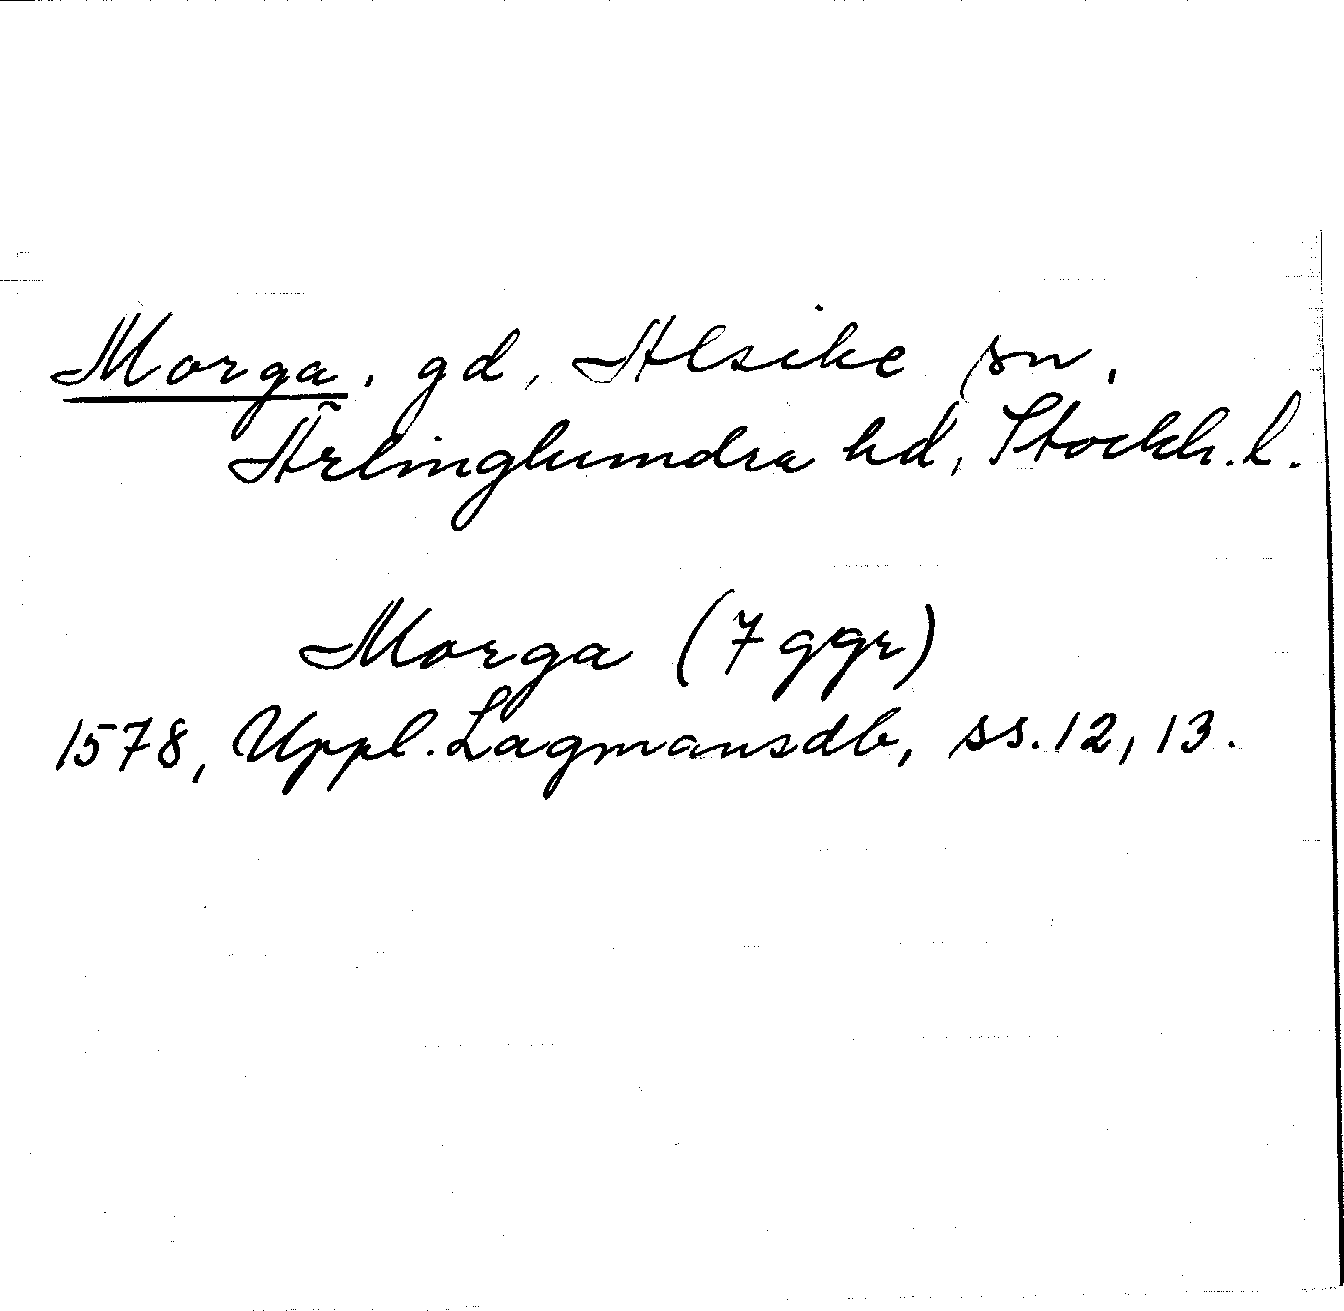 Morga, gd, Alsike sn,
Ärlinghundra hd, Stockh. l.
Morga (7 ggr)
1578, Uppl. Lagmansdb, ss. 12, 13.